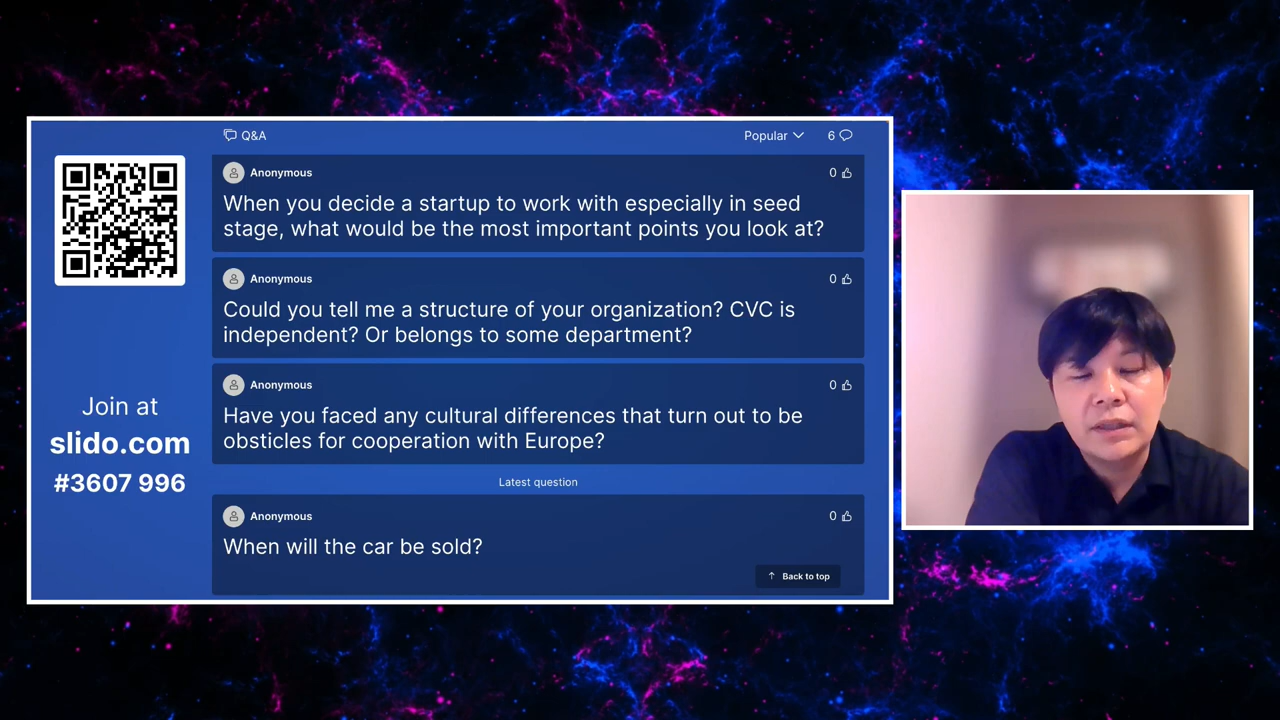 Q&A
Popular
6
Anonymous
0
When you decide a startup to work with especially in seed
stage, what would be the most important points you look at?
Anonymous
0
Could you tell me a structure of your organization? CVC is
independent? Or belongs to some department?
Anonymous
0
Have you faced any cultural differences that turn out to be
obsticles for cooperation with Europe?
Latest question
Anonymous
0
When will the car be sold?
Back to top
Join at
slido.com
#3607 996